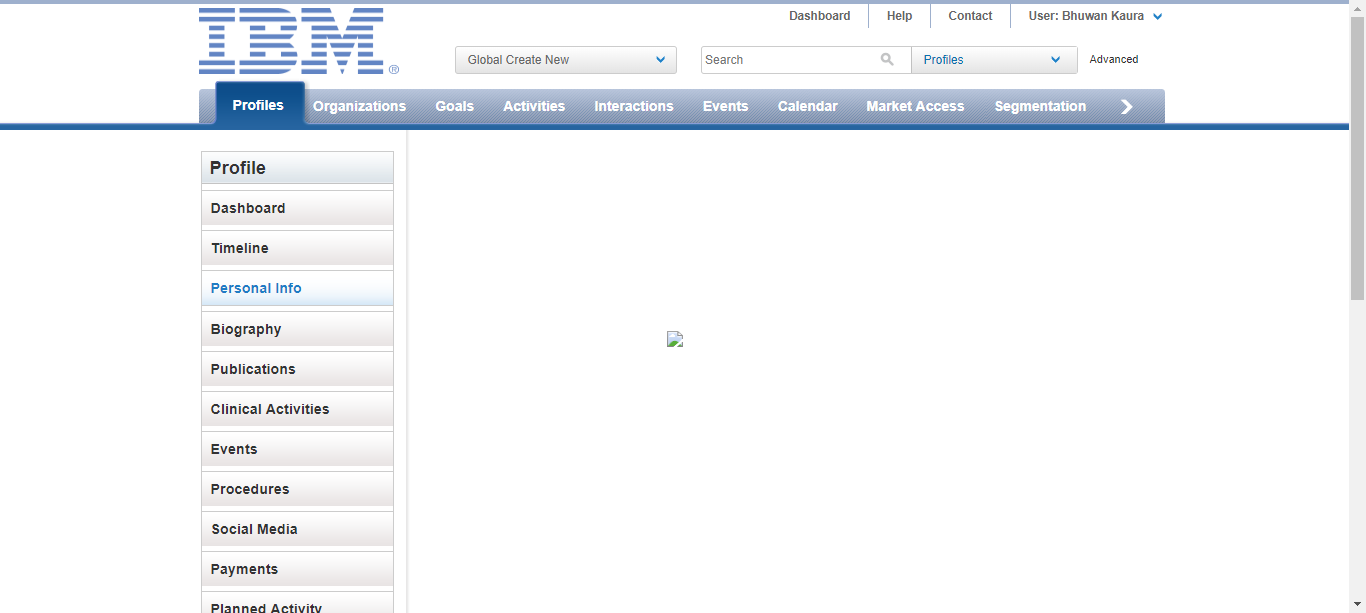 IBM®
Dashboard Help Contact User: Bhuwan Kaura
Global Create New Search Profiles Advanced
Profiles Organizations Goals Activities Interactions Events Calendar Market Access Segmentation
Profile
Dashboard
Timeline
Personal Info
Biography
Publications
Clinical Activities
Events
Procedures
Social Media
Payments
Planned Activity